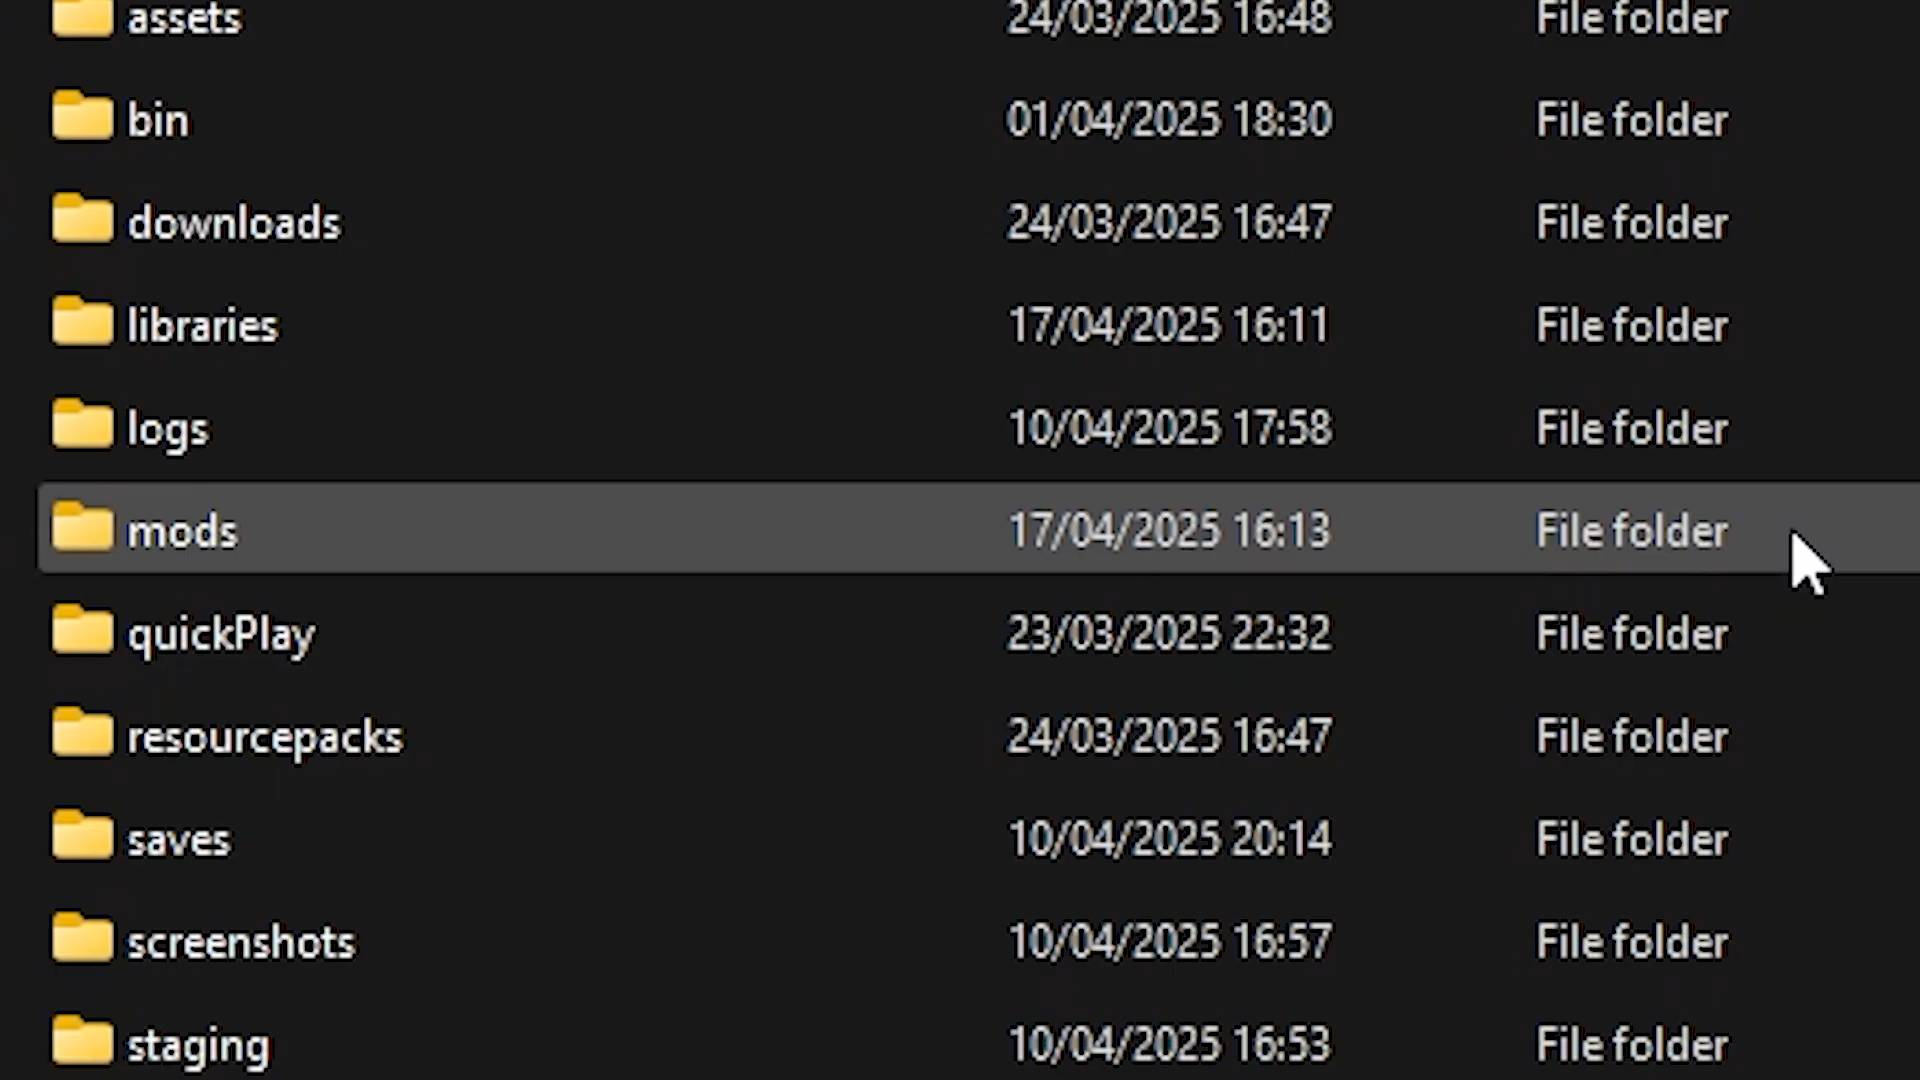 assets 24/03/2025 16:48 File folder
bin 01/04/2025 18:30 File folder
downloads 24/03/2025 16:47 File folder
libraries 17/04/2025 16:11 File folder
logs 10/04/2025 17:58 File folder
mods 17/04/2025 16:13 File folder
quickPlay 23/03/2025 22:32 File folder
resourcepacks 24/03/2025 16:47 File folder
saves 10/04/2025 20:14 File folder
screenshots 10/04/2025 16:57 File folder
staging 10/04/2025 16:53 File folder